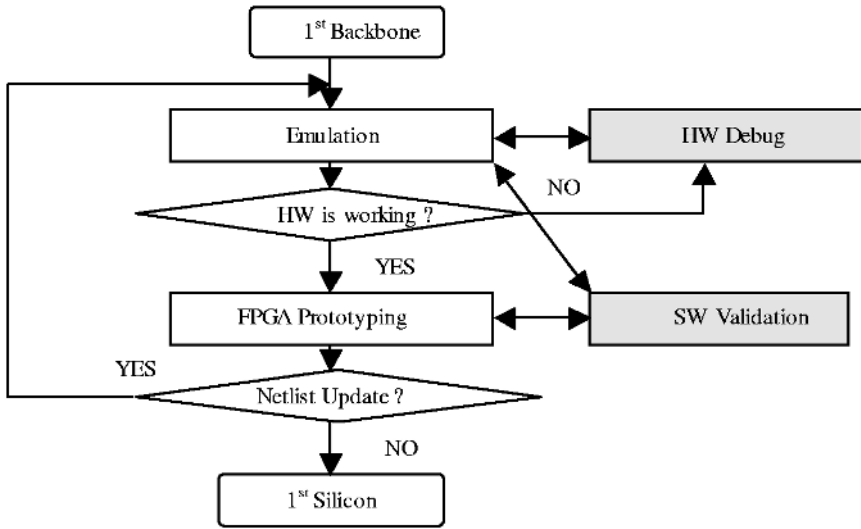 1st Backbone
Emulation
HW Debug
NO
HW is working ?
YES
FPGA Prototyping
SW Validation
YES
Netlist Update ?
NO
1st Silicon